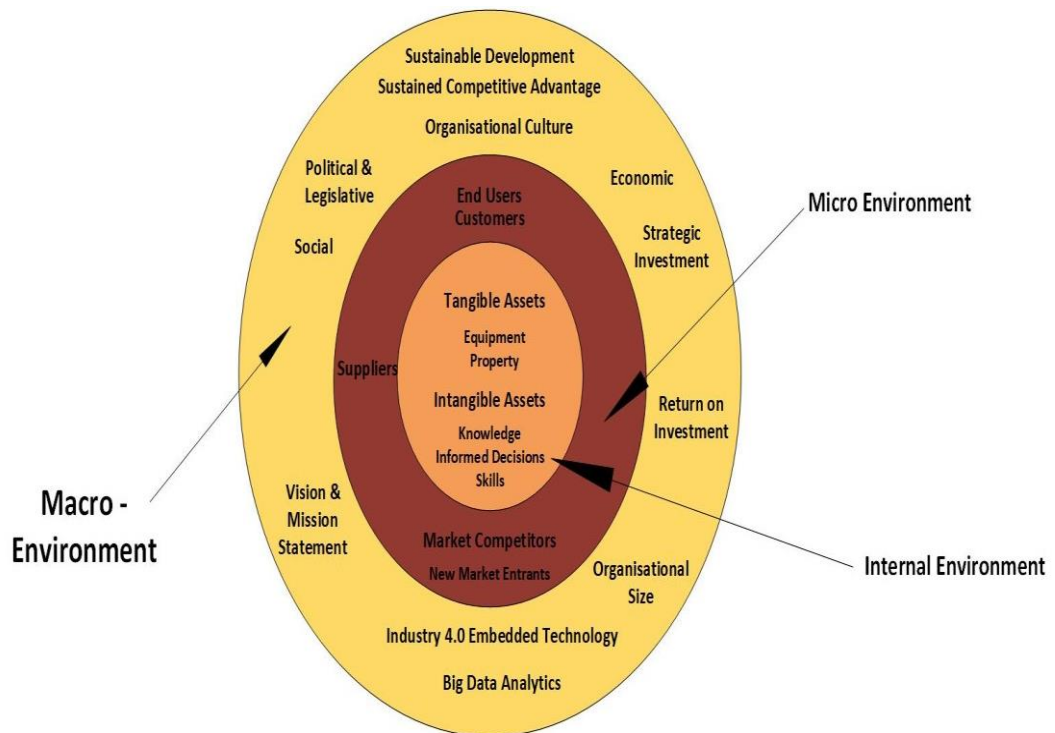 Sustainable Development
Sustained Competitive Advantage
Organisational Culture
Political &
Legislative
Economic
End Users
Customers
Micro Environment
Social
Strategic
Investment
Tangible Assets
Equipment
Property
Suppliers
Intangible Assets
Return on
Investment
Knowledge
Informed Decisions
Skills
Macro -
Environment
Vision &
Mission
Statement
Market Competitors
New Market Entrants
Organisational
Size
Internal Environment
Industry 4.0 Embedded Technology
Big Data Analytics